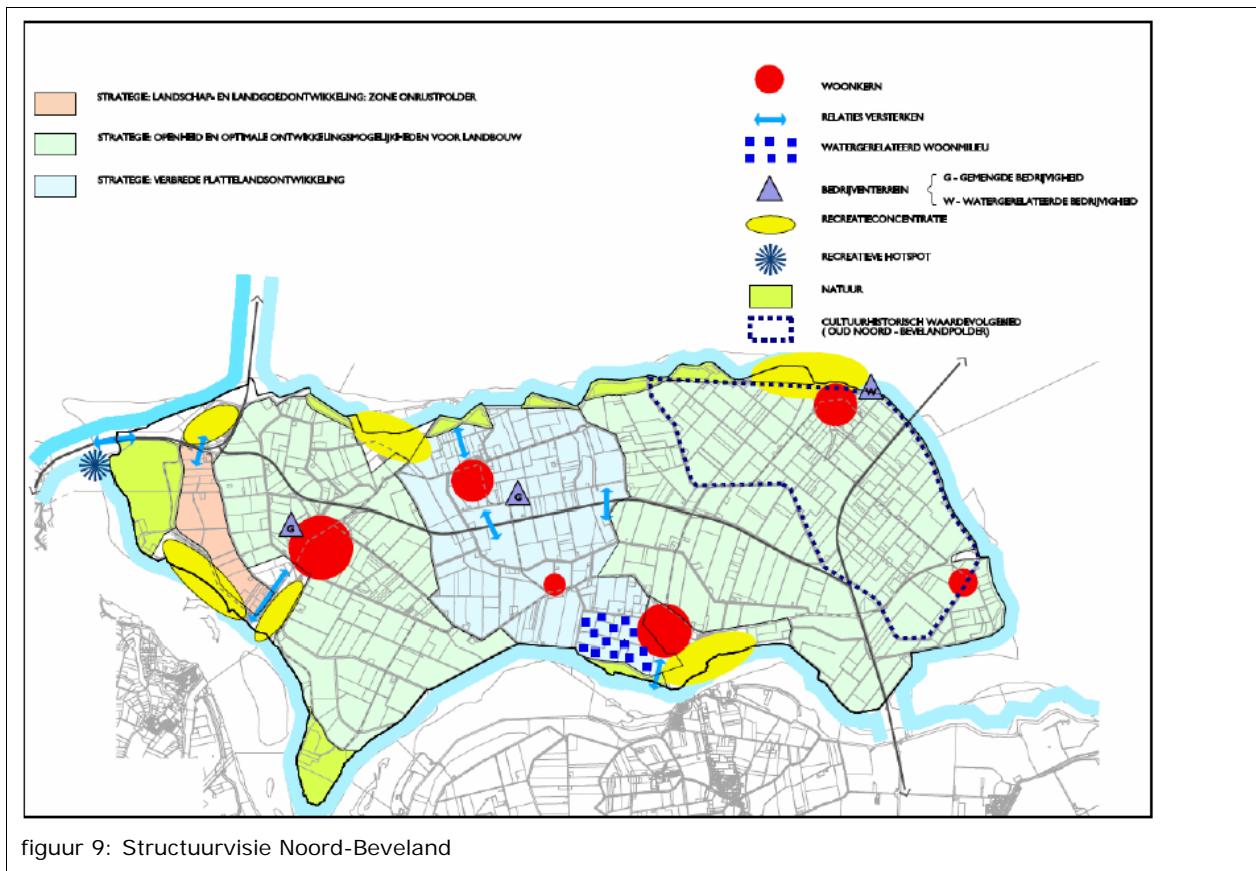 STRATEGIE: LANDSCHAP- EN LANDGOEDONTWIKKELING: ZONE ONRUSTPOLDER
STRATEGIE: OPENHEID EN OPTIMALE ONTWIKKELINGSMOGELIJKHEDEN VOOR LANDBOUW
STRATEGIE: VERBREDE PLATTELANDSONTWIKKELING
WOONKERN
RELATIES VERSTERKEN
WATERGERELATEERD WOONMILIEU
BEDRIJVENTERREIN
G - GEMENGDE BEDRIJVIGHEID
W - WATERGERELATEERDE BEDRIJVIGHEID
RECREATIECONCENTRATIE
RECREATIEVE HOTSPOT
NATUUR
CULTUURHISTORISCH WAARDEVOLGEBIED
( OUD NOORD - BEVELANDPOLDER)
W
G
G
figuur 9: Structuurvisie Noord-Beveland